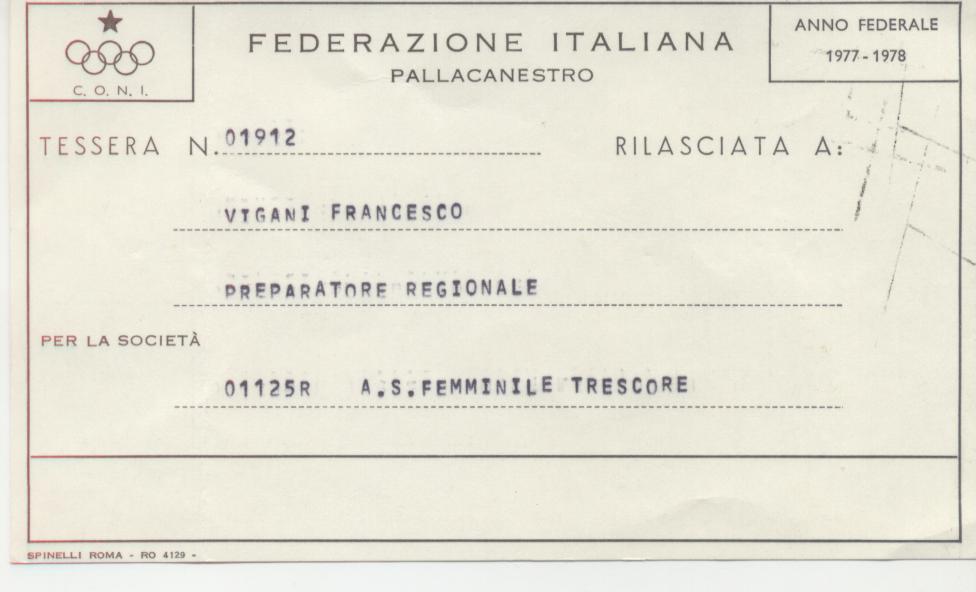 C. O. N. I.
FEDERAZIONE ITALIANA
PALLACANESTRO
ANNO FEDERALE
1977-1978
TESSERA N. 01912 RILASCIATA A:
VIGANI FRANCESCO
PREPARATORE REGIONALE
PER LA SOCIETÀ
01125R A.S.FEMMINILE TRESCORE
SPINELLI ROMA - RO 4129 -